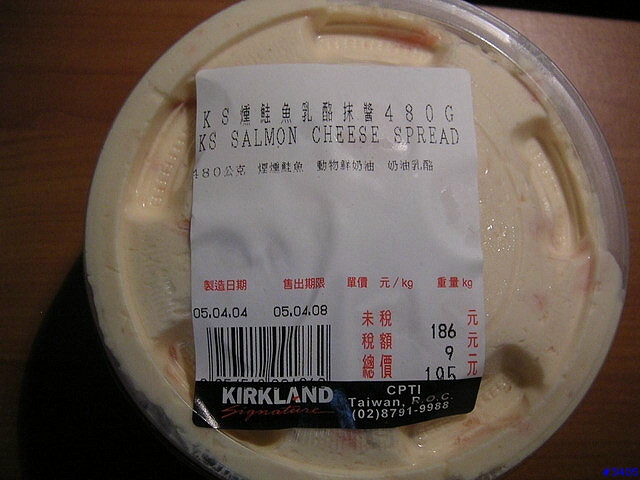 KS燻鮭魚乳酪抹醬480G
KS SALMON CHEESE SPREAD
480公克 煙燻鮭魚 動物鮮奶油 奶油乳酪
製造日期 售出期限 單價 元/kg 重量kg
05.04.04 05.04.08
未稅 186 元
稅額 9 元
總價 195 元
KIRKLAND
Signature
CPTI
Taiwan, R.O.C.
(02)8791-9988